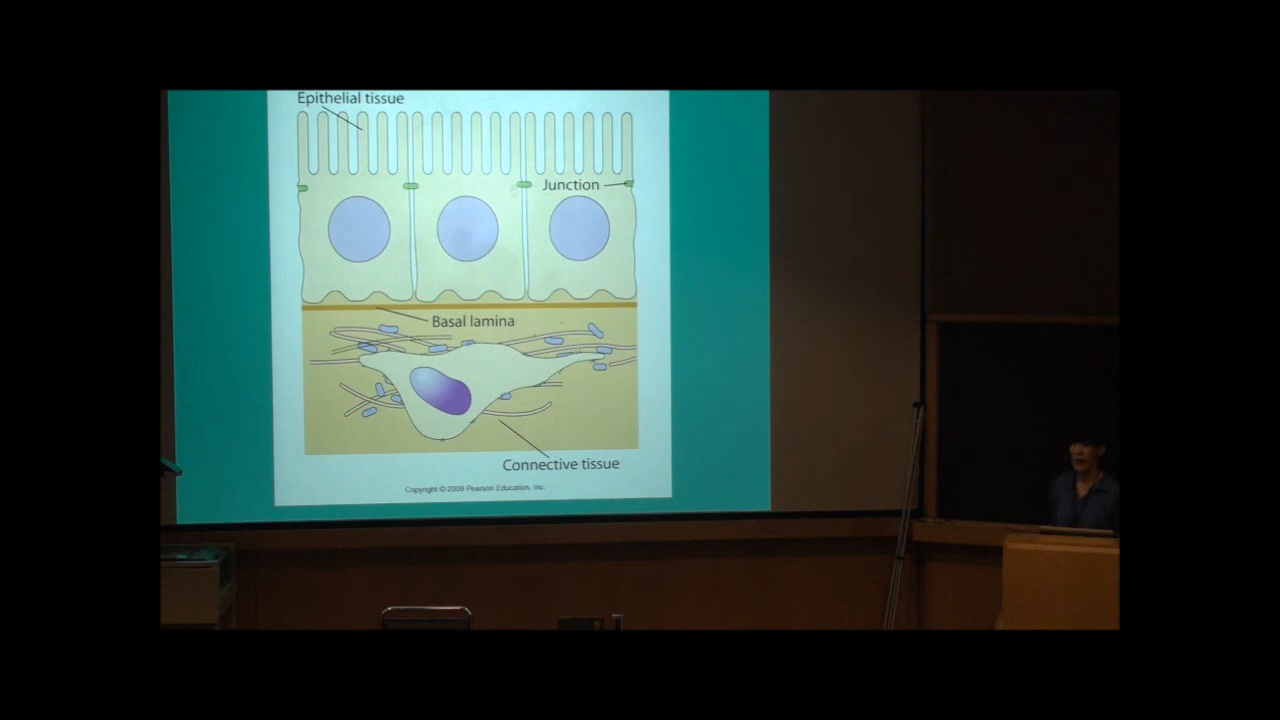 Epithelial tissue
Junction
Basal lamina
Connective tissue
Copyright © 2009 Pearson Education, Inc.